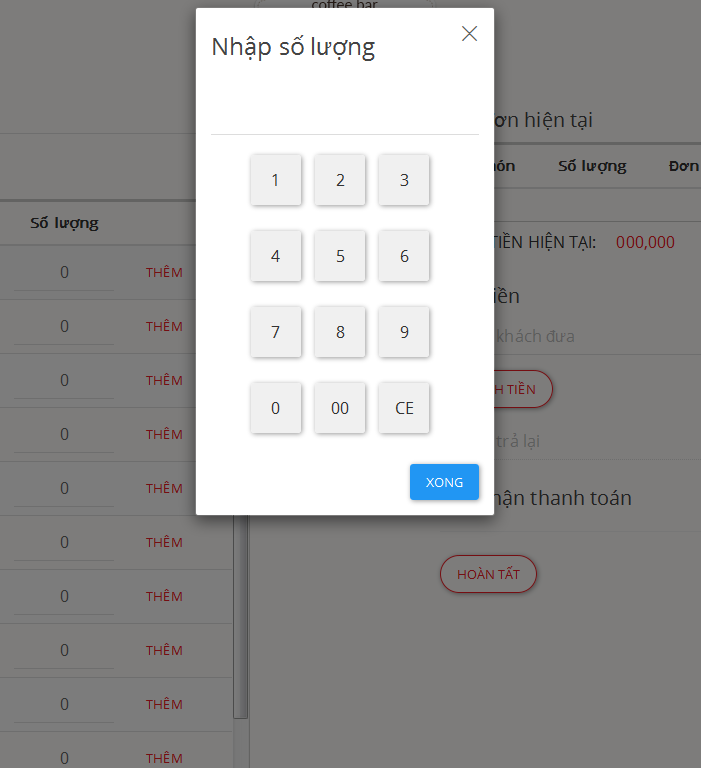 coffee bar
Nhập số lượng
ơn hiện tại
ón Số lượng Đơn
Số lượng
1 2 3
TIỀN HIỆN TẠI: 000,000
0 THÊM
4 5 6
iền
0 THÊM
7 8 9
khách đưa
0 THÊM
H TIỀN
0 00 CE
0 THÊM
trả lại
XONG
0 THÊM
hận thanh toán
0 THÊM
HOÀN TẤT
0 THÊM
0 THÊM
0 THÊM
0 THÊM